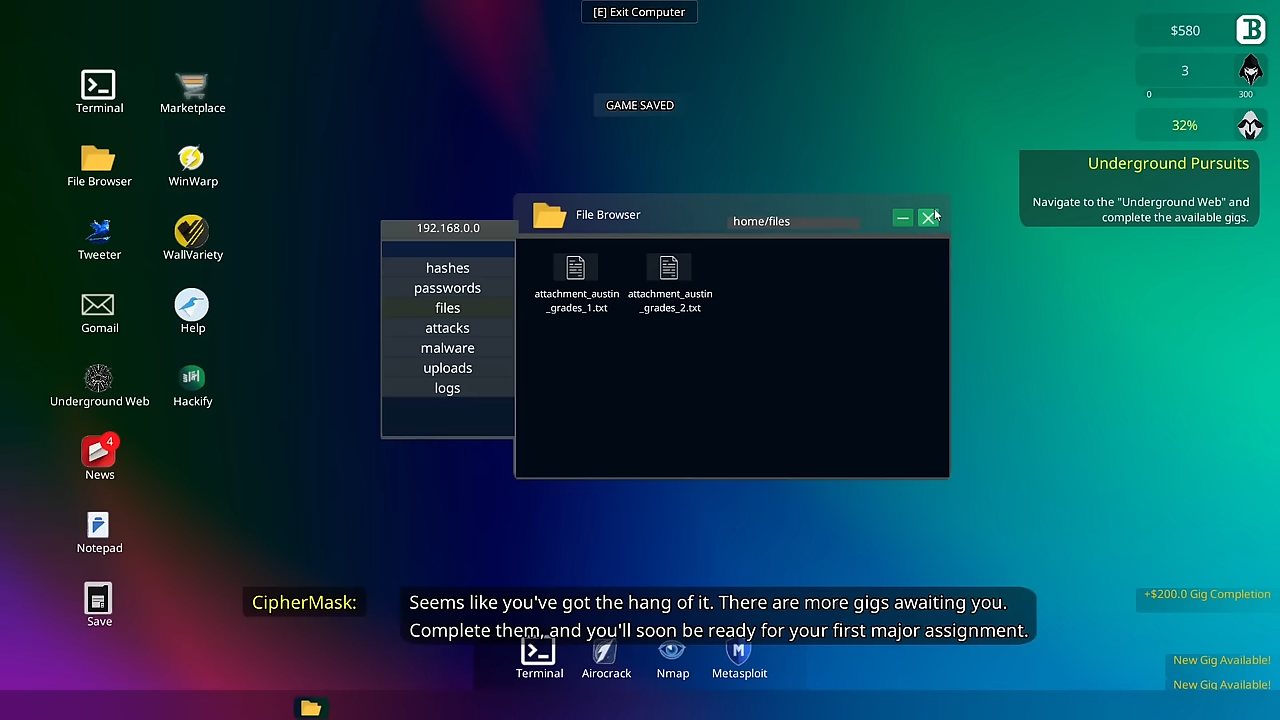 [E] Exit Computer
$580
B
3
0
300
32%
GAME SAVED
Underground Pursuits
Navigate to the "Underground Web" and
complete the available gigs.
Terminal
Marketplace
File Browser
WinWarp
Tweeter
WallVariety
Gomail
Help
Underground Web
Hackify
4
News
Notepad
Save
192.168.0.0
hashes
passwords
files
attacks
malware
uploads
logs
File Browser
home/files
attachment_austin
_grades_1.txt
attachment_austin
_grades_2.txt
CipherMask:
Seems like you've got the hang of it. There are more gigs awaiting you.
Complete them, and you'll soon be ready for your first major assignment.
Terminal
Airocrack
Nmap
M
Metasploit
+$200.0 Gig Completion
New Gig Available!
New Gig Available!